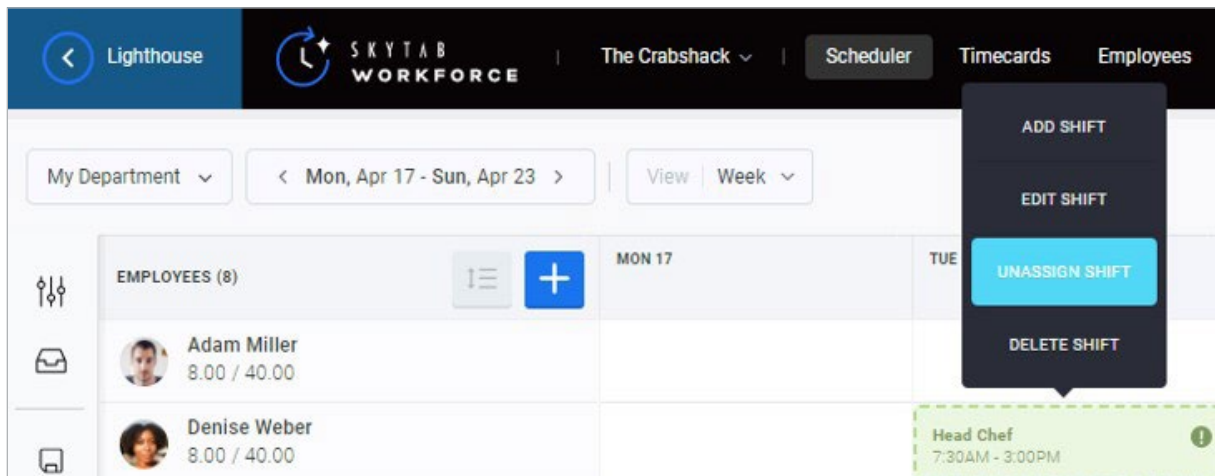 Lighthouse
SKYTAB
WORKFORCE
The Crabshack
Scheduler
Timecards
Employees
ADD SHIFT
EDIT SHIFT
UNASSIGN SHIFT
DELETE SHIFT
My Department
Mon, Apr 17 - Sun, Apr 23
View
Week
EMPLOYEES (8)
MON 17
TUE
Adam Miller
8.00 / 40.00
Denise Weber
8.00 / 40.00
Head Chef
7:30AM - 3:00PM